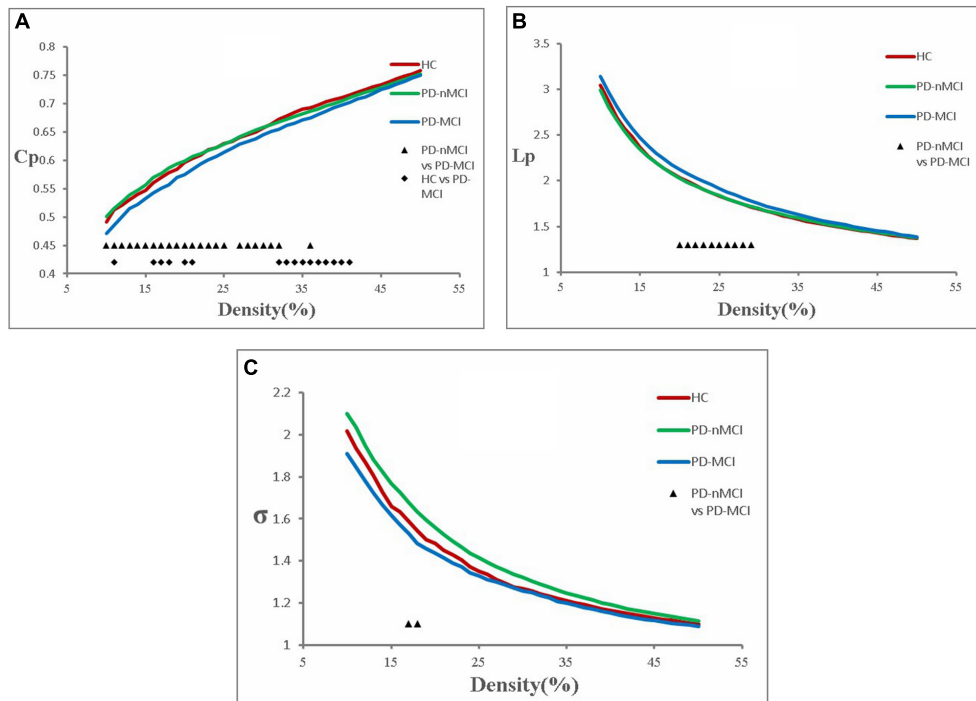 A
0.8
0.75
0.7
0.65
0.6
0.55
0.5
0.45
0.4
Cp
5
15
25
35
45
55
Density(%)
HC
PD-nMCI
PD-MCI
PD-nMCI
vs PD-MCI
HC vs PD-
MCI
B
3.5
3
2.5
2
1.5
1
Lp
5
15
25
35
45
55
Density(%)
HC
PD-nMCI
PD-MCI
PD-nMCI
vs PD-MCI
C
2.2
2
1.8
1.6
1.4
1.2
1
σ
5
15
25
35
45
55
Density(%)
HC
PD-nMCI
PD-MCI
PD-nMCI
vs PD-MCI